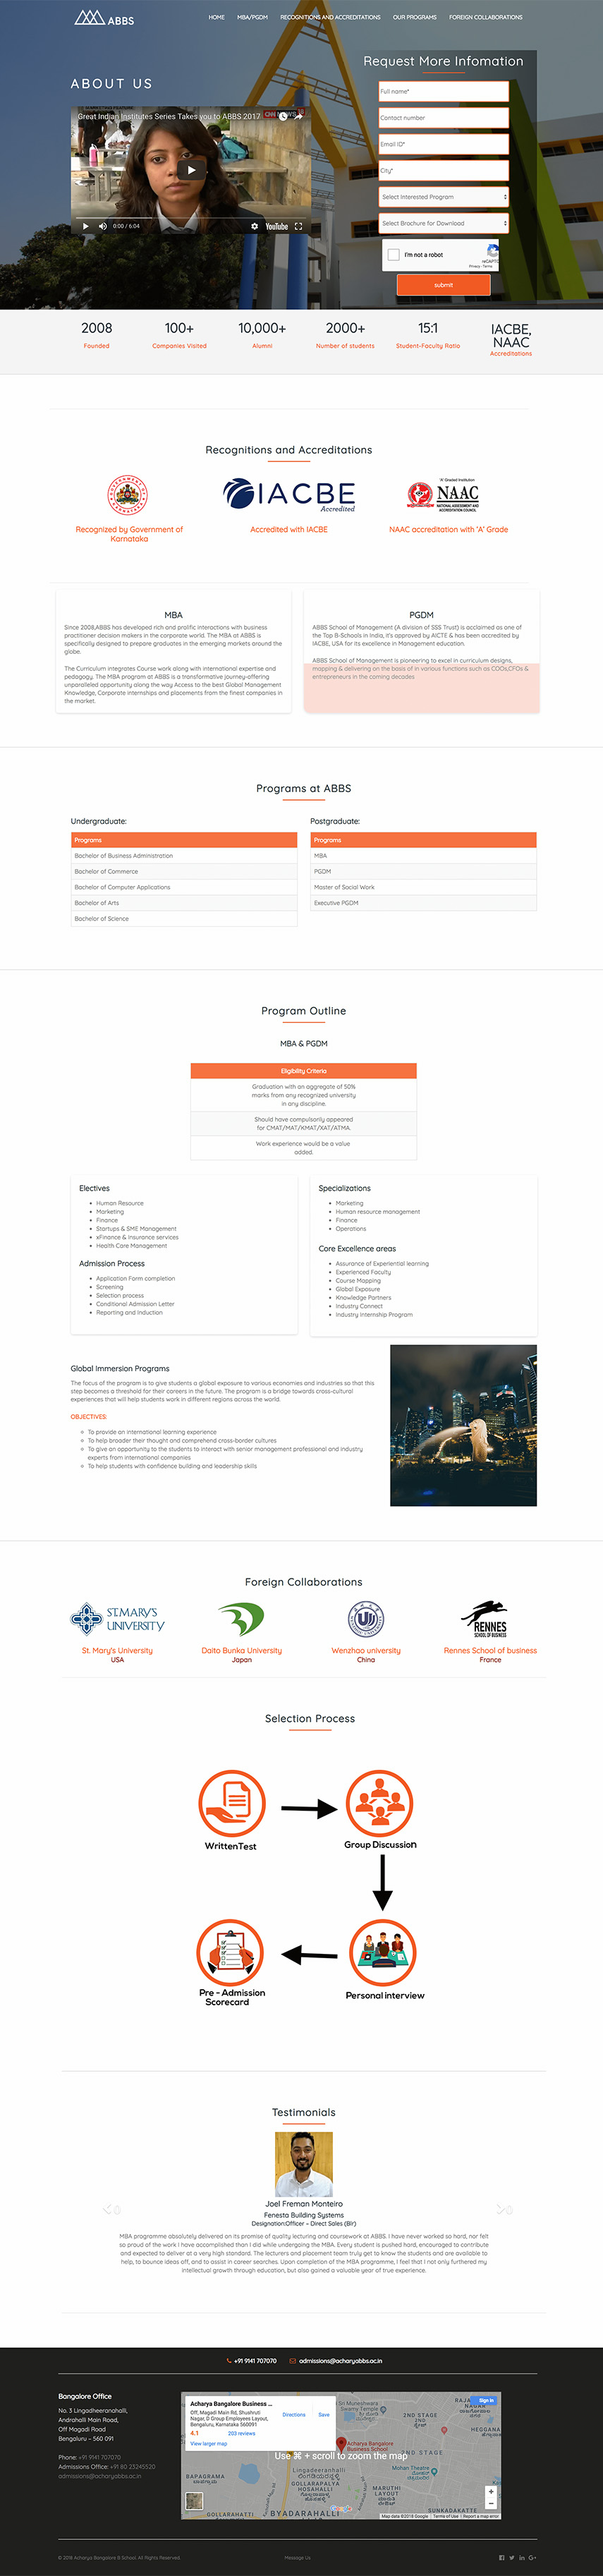 ABBS
HOME MBA/PGDM RECOGNITIONS AND ACCREDITATIONS OUR PROGRAMS FOREIGN COLLABORATIONS
ABOUT US
Great Indian Institutes Series Takes you to ABBS 2017
0:00 / 6:04
YouTube
Request More Infomation
Full name*
Contact number
Email ID*
City*
Select Interested Program
Select Brochure for Download
I'm not a robot
Privacy - Terms
submit
2008
Founded
100+
Companies Visited
10,000+
Alumni
2000+
Number of students
15:1
Student-Faculty Ratio
IACBE,
NAAC
Accreditations
Recognitions and Accreditations
Recognized by Government of
Karnataka
IACBE
Accredited
Accredited with IACBE
'A' Graded Institution
NAAC
NATIONAL ASSESSMENT AND
ACCREDITATION COUNCIL
NAAC accreditation with 'A' Grade
MBA
Since 2008,ABBS has developed rich and prolific interactions with business
practitioner decision makers in the corporate world. The MBA at ABBS is
specifically designed to prepare graduates in the emerging markets around the
globe.
The Curriculum integrates Course work along with international expertise and
pedagogy. The MBA program at ABBS is a transformative journey-offering
unparalleled opportunity along the way Access to the best Global Management
Knowledge, Corporate internships and placements from the finest companies in
the market.
PGDM
ABBS School of Management (A division of SSS Trust) is acclaimed as one of
the Top B-Schools in India, it's approved by AICTE & has been accredited by
IACBE, USA for its excellence in Management education.
ABBS School of Management is pioneering to excel in curriculum designs,
mapping & delivering on the basis of in various functions such as COOs,CFOs &
entrepreneurs in the coming decades
Programs at ABBS
Undergraduate:
Programs
Bachelor of Business Administration
Bachelor of Commerce
Bachelor of Computer Applications
Bachelor of Arts
Bachelor of Science
Postgraduate:
Programs
MBA
PGDM
Master of Social Work
Executive PGDM
Program Outline
MBA & PGDM
Eligibility Criteria
Graduation with an aggregate of 50%
marks from any recognized university
in any discipline.
Should have compulsorily appeared
for CMAT/MAT/KMAT/XAT/ATMA.
Work experience would be a value
added.
Electives
Human Resource
Marketing
Finance
Startups & SME Management
xFinance & Insurance services
Health Care Management
Admission Process
Application Form completion
Screening
Selection process
Conditional Admission Letter
Reporting and Induction
Specializations
Marketing
Human resource management
Finance
Operations
Core Excellence areas
Assurance of Experiential learning
Experienced Faculty
Course Mapping
Global Exposure
Knowledge Partners
Industry Connect
Industry Internship Program
Global Immersion Programs
The focus of the program is to give students a global exposure to various economies and industries so that this
step becomes a threshold for their careers in the future. The program is a bridge towards cross-cultural
experiences that will help students work in different regions across the world.
OBJECTIVES:
To provide an international learning experience
To help broader their thought and comprehend cross-border cultures
To give an opportunity to the students to interact with senior management professional and industry
experts from international companies
To help students with confidence building and leadership skills
Foreign Collaborations
ST.MARY'S
UNIVERSITY
St. Mary's University
USA
Daito Bunka University
Japan
Wenzhao university
China
RENNES
SCHOOL OF BUSINESS
Rennes School of business
France
Selection Process
WrittenTest
Group Discussion
Pre - Admission
Scorecard
Personal interview
Testimonials
Joel Freman Monteiro
Fenesta Building Systems
Designation:Officer – Direct Sales (Blr)
MBA programme absolutely delivered on its promise of quality lecturing and coursework at ABBS. I have never worked so hard, nor felt
so proud of the work I have accomplished than I did while undergoing the MBA. Every student is pushed hard, encouraged to contribute
and expected to deliver at a very high standard. The lecturers and placement team truly get to know the students and are available to
help, to bounce ideas off, and to assist in career searches. Upon completion of the MBA programme, I feel that I not only furthered my
intellectual growth through education, but also gained a valuable year of true experience.
+91 9141 707070 admissions@acharyabbs.ac.in
Bangalore Office
No. 3 Lingadheeranahalli,
Andrahalli Main Road,
Off Magadi Road
Bengaluru – 560 091
Phone: +91 9141 707070
Admissions Office: +91 80 23245520
admissions@acharyabbs.ac.in
Acharya Bangalore Business ...
Off, Magadi Main Rd, Shushruti
Nagar, D Group Employees Layout,
Bengaluru, Karnataka 560091
4.1 203 reviews
View larger map
Directions Save
Sign in
2ND STAGE
HEGGANA
Acharya Bangalore
Business School
2ND STAGE
Use ⌘ + scroll to zoom the map
Lingadeeranahalli
Mohan Theatre
BAPAGRAMA
HOSAHALLI
MARUTHI
LAYOUT
GOLLARAHATTI
BYADARAHALLI
SUNKADAKATTE
Google
Map data ©2018 Google Terms of Use Report a map error
© 2018 Acharya Bangalore B School. All Rights Reserved. Message Us